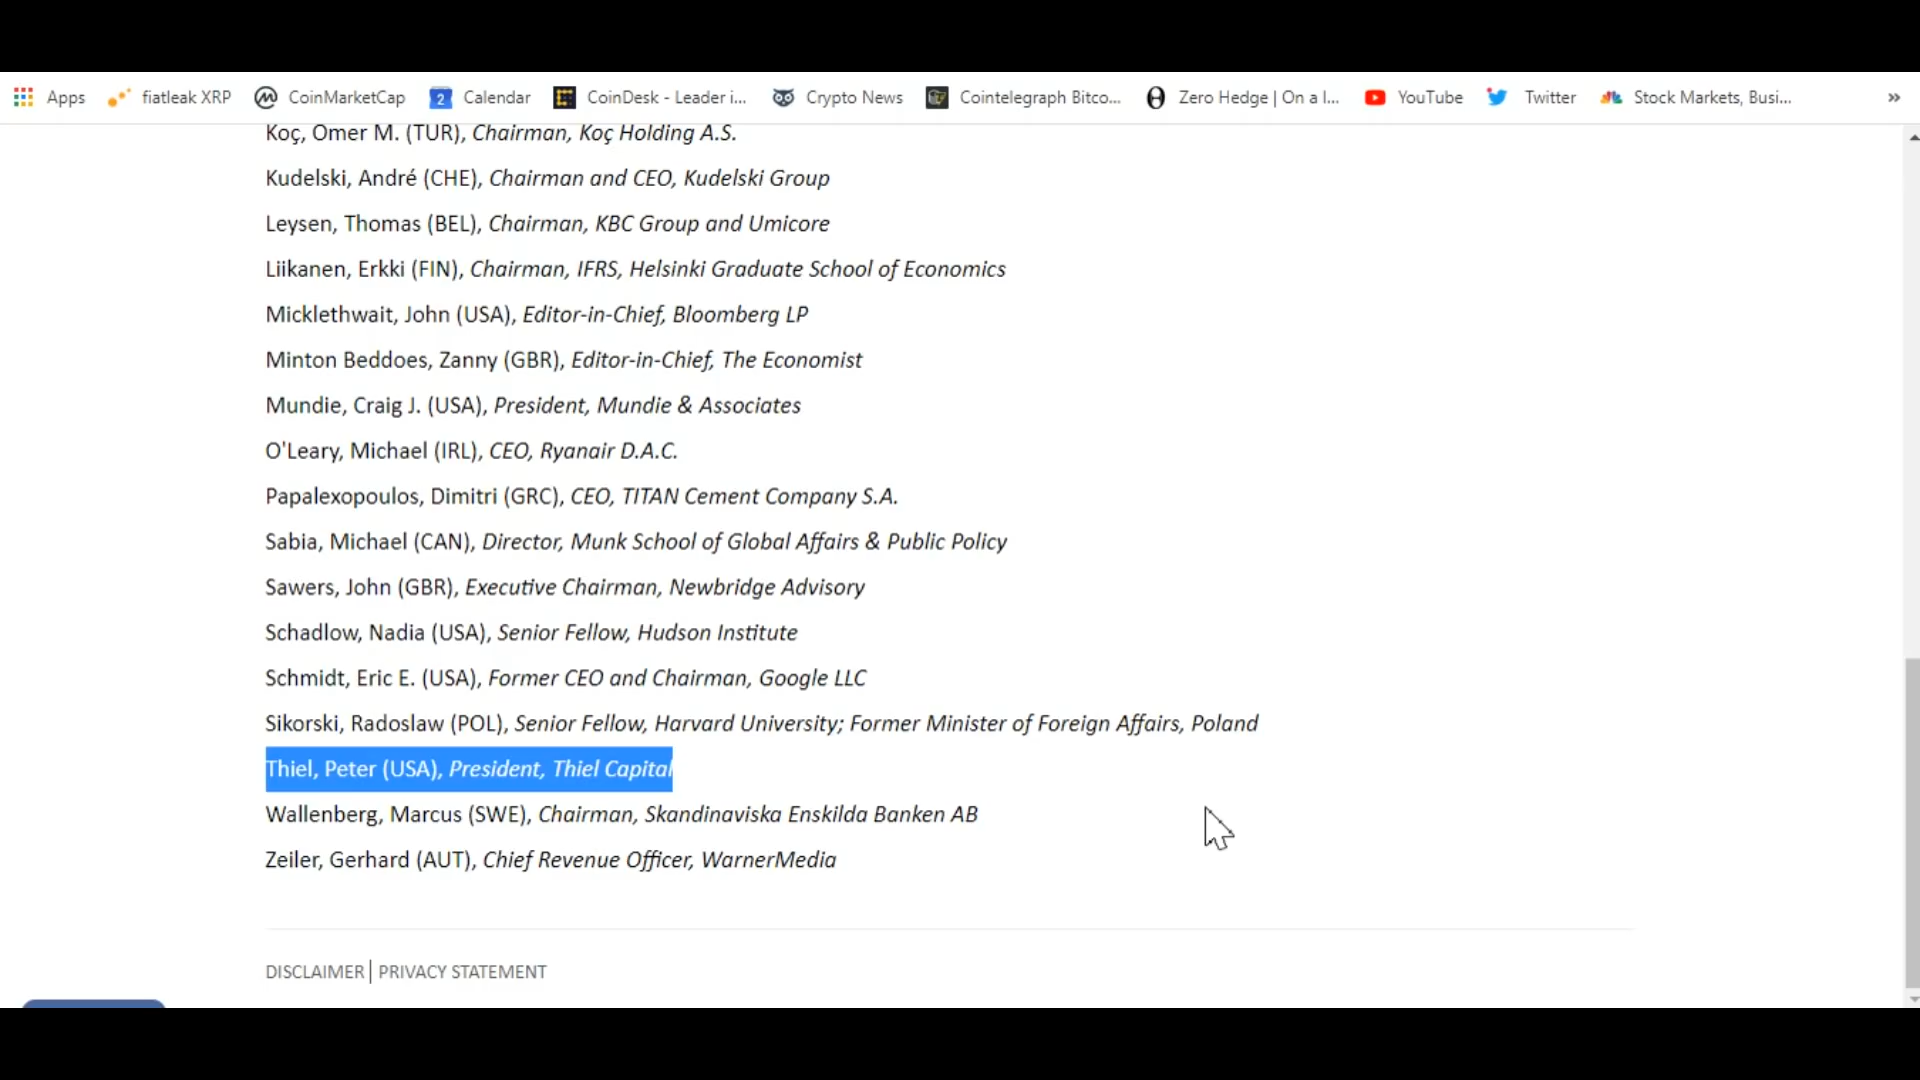 Apps fiatleak XRP CoinMarketCap 2 Calendar CoinDesk - Leader i... Crypto News Cointelegraph Bitco... Zero Hedge | On a l... YouTube Twitter Stock Markets, Busi... »
Koç, Omer M. (TUR), Chairman, Koç Holding A.S.
Kudelski, André (CHE), Chairman and CEO, Kudelski Group
Leysen, Thomas (BEL), Chairman, KBC Group and Umicore
Liikanen, Erkki (FIN), Chairman, IFRS, Helsinki Graduate School of Economics
Micklethwait, John (USA), Editor-in-Chief, Bloomberg LP
Minton Beddoes, Zanny (GBR), Editor-in-Chief, The Economist
Mundie, Craig J. (USA), President, Mundie & Associates
O'Leary, Michael (IRL), CEO, Ryanair D.A.C.
Papalexopoulos, Dimitri (GRC), CEO, TITAN Cement Company S.A.
Sabia, Michael (CAN), Director, Munk School of Global Affairs & Public Policy
Sawers, John (GBR), Executive Chairman, Newbridge Advisory
Schadlow, Nadia (USA), Senior Fellow, Hudson Institute
Schmidt, Eric E. (USA), Former CEO and Chairman, Google LLC
Sikorski, Radoslaw (POL), Senior Fellow, Harvard University; Former Minister of Foreign Affairs, Poland
Thiel, Peter (USA), President, Thiel Capital
Wallenberg, Marcus (SWE), Chairman, Skandinaviska Enskilda Banken AB
Zeiler, Gerhard (AUT), Chief Revenue Officer, WarnerMedia
DISCLAIMER | PRIVACY STATEMENT